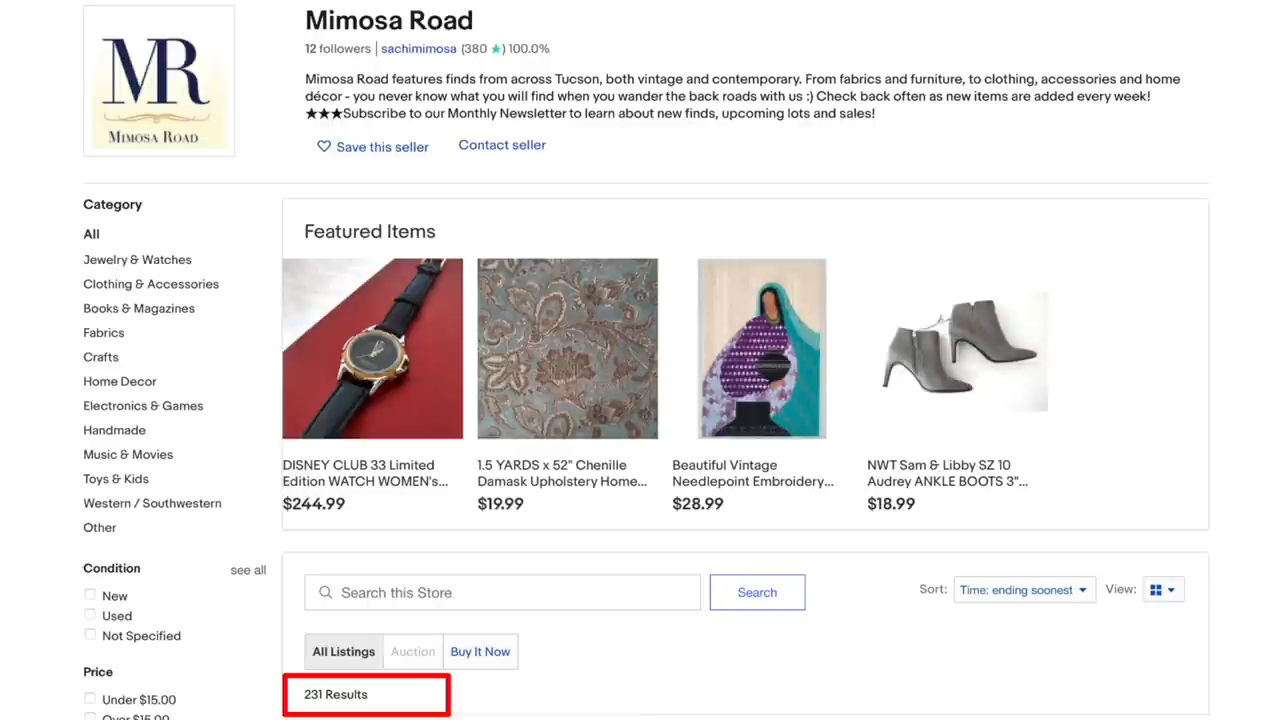 MR
MIMOSA ROAD
Mimosa Road
12 followers | sachimimosa (380 ★) 100.0%
Mimosa Road features finds from across Tucson, both vintage and contemporary. From fabrics and furniture, to clothing, accessories and home
décor - you never know what you will find when you wander the back roads with us :) Check back often as new items are added every week!
★★★Subscribe to our Monthly Newsletter to learn about new finds, upcoming lots and sales!
Save this seller
Contact seller
Category
All
Jewelry & Watches
Clothing & Accessories
Books & Magazines
Fabrics
Crafts
Home Decor
Electronics & Games
Handmade
Music & Movies
Toys & Kids
Western / Southwestern
Other
Condition
see all
New
Used
Not Specified
Price
Under $15.00
Over $15.00
Featured Items
DISNEY CLUB 33 Limited
Edition WATCH WOMEN's...
$244.99
1.5 YARDS x 52" Chenille
Damask Upholstery Home...
$19.99
Beautiful Vintage
Needlepoint Embroidery...
$28.99
NWT Sam & Libby SZ 10
Audrey ANKLE BOOTS 3"...
$18.99
Search this Store
Search
Sort: Time: ending soonest
View:
All Listings
Auction
Buy It Now
231 Results